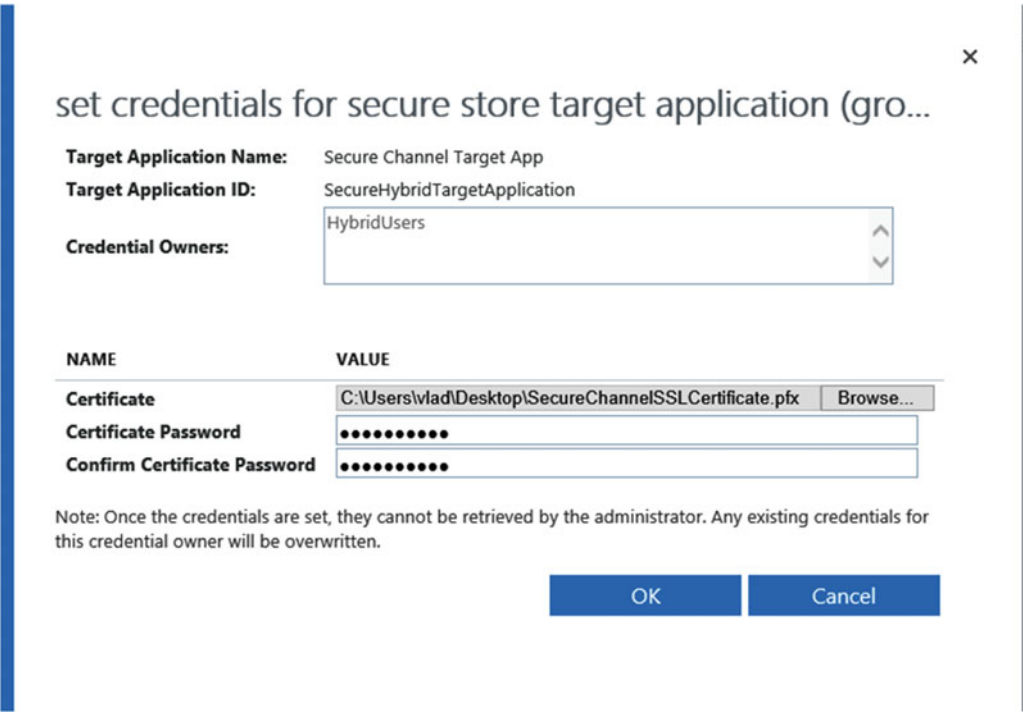 ×
set credentials for secure store target application (gro...
Target Application Name: Secure Channel Target App
Target Application ID: SecureHybridTargetApplication
Credential Owners: HybridUsers
NAME VALUE
Certificate C:\Users\vlad\Desktop\SecureChannelSSLCertificate.pfx Browse...
Certificate Password ●●●●●●●●●●
Confirm Certificate Password ●●●●●●●●●●
Note: Once the credentials are set, they cannot be retrieved by the administrator. Any existing credentials for
this credential owner will be overwritten.
OK Cancel